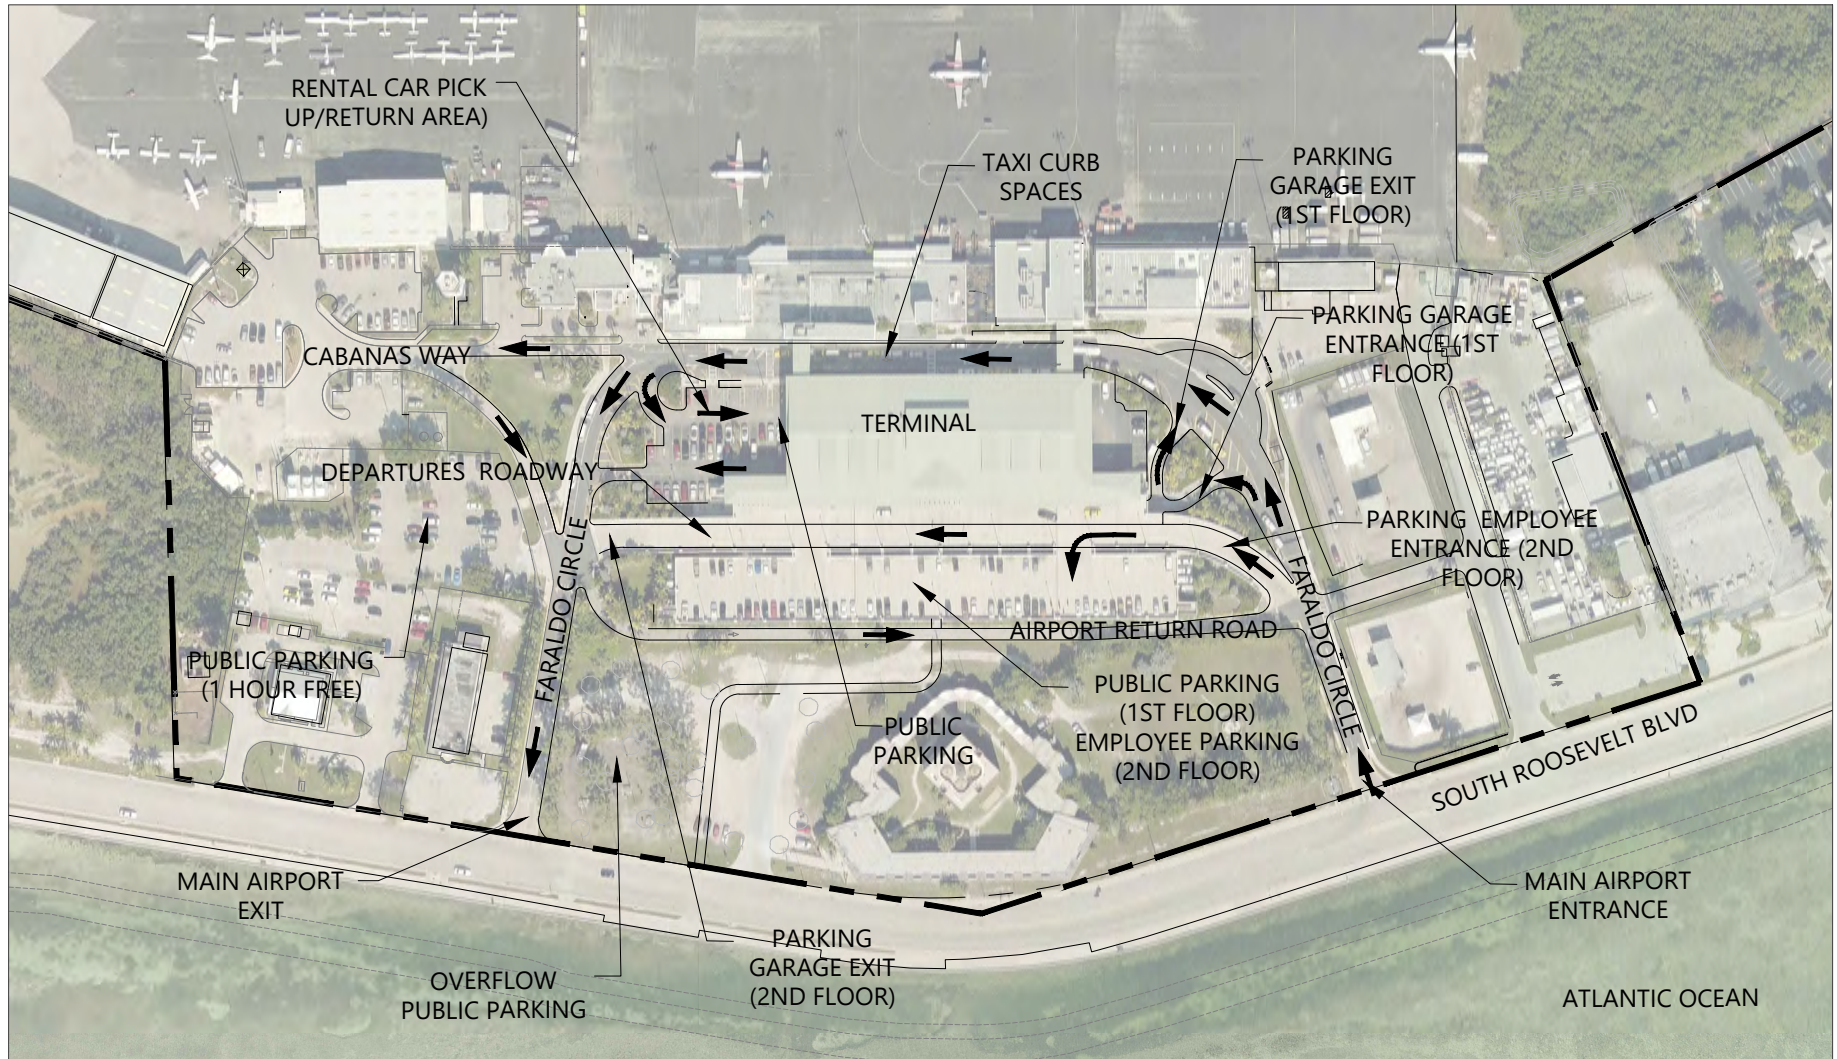 RENTAL CAR PICK
UP/RETURN AREA)
TAXI CURB
SPACES
PARKING
GARAGE EXIT
(1ST FLOOR)
PARKING GARAGE
ENTRANCE (1ST
FLOOR)
CABANAS WAY
TERMINAL
DEPARTURES ROADWAY
PARKING EMPLOYEE
ENTRANCE (2ND
FLOOR)
FARALDO CIRCLE
FARALDO CIRCLE
AIRPORT RETURN ROAD
PUBLIC PARKING
(1 HOUR FREE)
PUBLIC PARKING
(1ST FLOOR)
EMPLOYEE PARKING
(2ND FLOOR)
PUBLIC
PARKING
SOUTH ROOSEVELT BLVD
MAIN AIRPORT
EXIT
MAIN AIRPORT
ENTRANCE
PARKING
GARAGE EXIT
(2ND FLOOR)
OVERFLOW
PUBLIC PARKING
ATLANTIC OCEAN